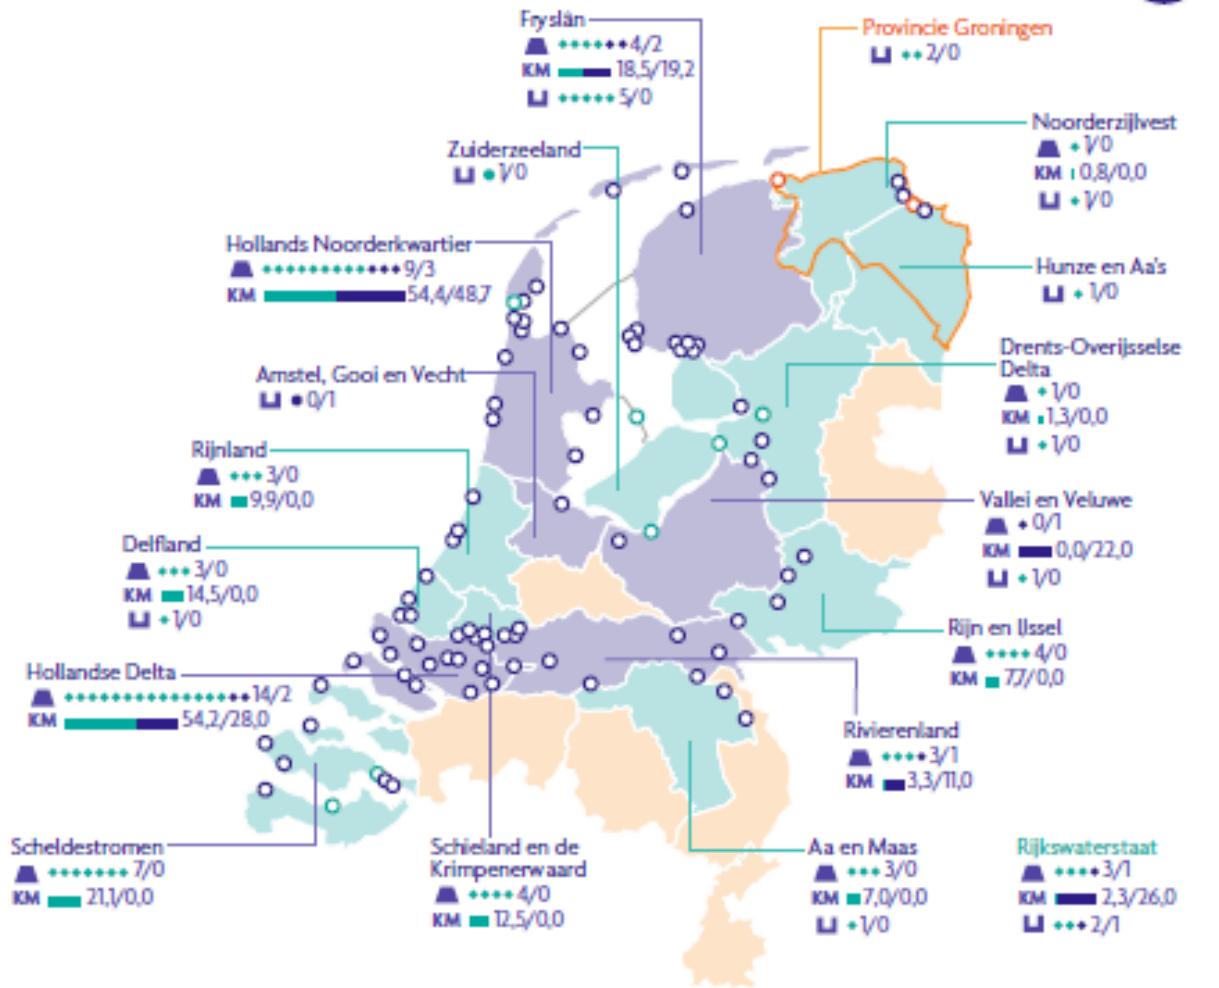 Fryslân
4/2
KM 18,5/19,2
5/0
Provincie Groningen
2/0
Noorderzijlvest
1/0
KM 0,8/0,0
1/0
Zuiderzeeland
1/0
Hollands Noorderkwartier
9/3
KM 54,4/48,7
Hunze en Aa's
1/0
Drents-Overijsselse
Delta
1/0
KM 1,3/0,0
1/0
Amstel, Gooi en Vecht
0/1
Rijnland
3/0
KM 9,9/0,0
Vallei en Veluwe
0/1
KM 0,0/22,0
1/0
Delfland
3/0
KM 14,5/0,0
1/0
Rijn en IJssel
4/0
KM 7,7/0,0
Hollandse Delta
14/2
KM 54,2/28,0
Rivierenland
3/1
KM 3,3/11,0
Scheldestromen
7/0
KM 21,1/0,0
Schieland en de
Krimpenerwaard
4/0
KM 12,5/0,0
Aa en Maas
3/0
KM 7,0/0,0
1/0
Rijkswaterstaat
3/1
KM 2,3/26,0
2/1